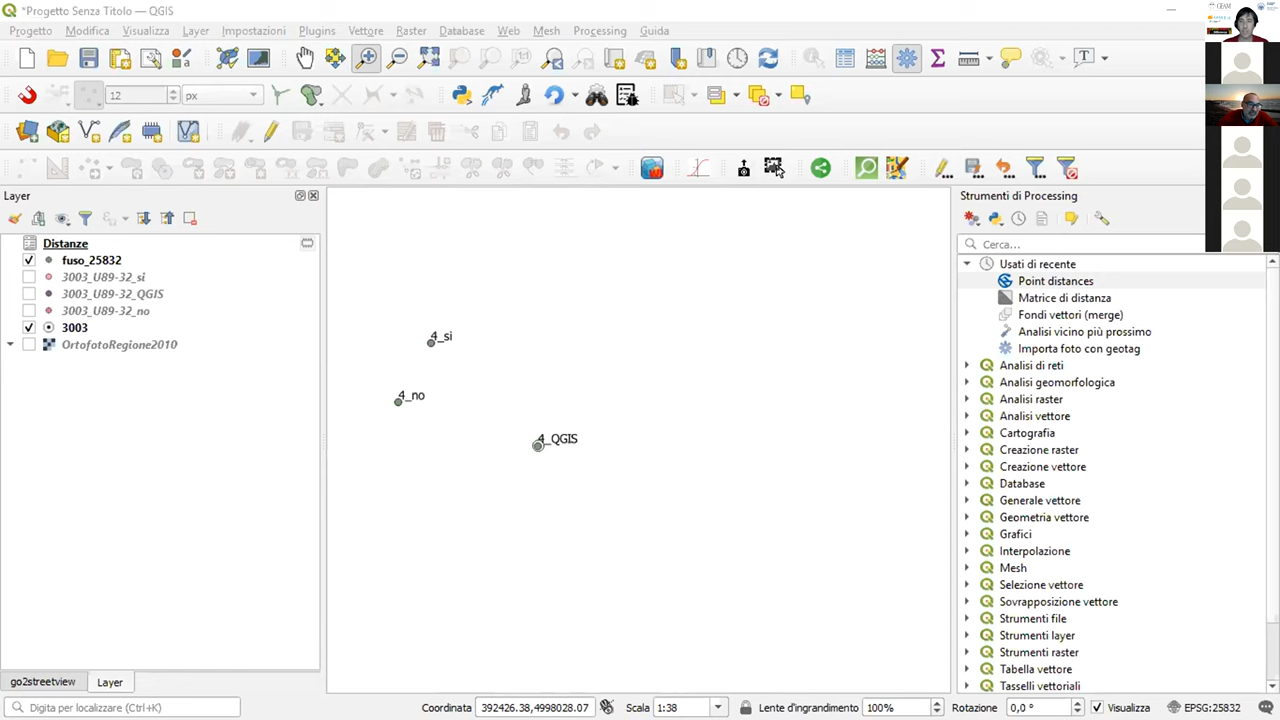 *Progetto Senza Titolo — QGIS
Progetto Modifica Visualizza Layer Impostazioni Plugins Vettore Raster Database Mesh Processing Guida
12 px
Layer
Distanze
fuso_25832
3003_U89-32_si
3003_U89-32_QGIS
3003_U89-32_no
3003
OrtofotoRegione2010
4_si
4_no
4_QGIS
Strumenti di Processing
Cerca...
Usati di recente
Point distances
Matrice di distanza
Fondi vettori (merge)
Analisi vicino più prossimo
Importa foto con geotag
Analisi di reti
Analisi geomorfologica
Analisi raster
Analisi vettore
Cartografia
Creazione raster
Creazione vettore
Database
Generale vettore
Geometria vettore
Grafici
Interpolazione
Mesh
Selezione vettore
Sovrapposizione vettore
Strumenti file
Strumenti layer
Strumenti raster
Tabella vettore
Tasselli vettoriali
go2streetview Layer
Digita per localizzare (Ctrl+K) Coordinata 392426.38,4998028.07 Scala 1:38 Lente d'ingrandimento 100% Rotazione 0,0 ° Visualizza EPSG:25832
GEAM